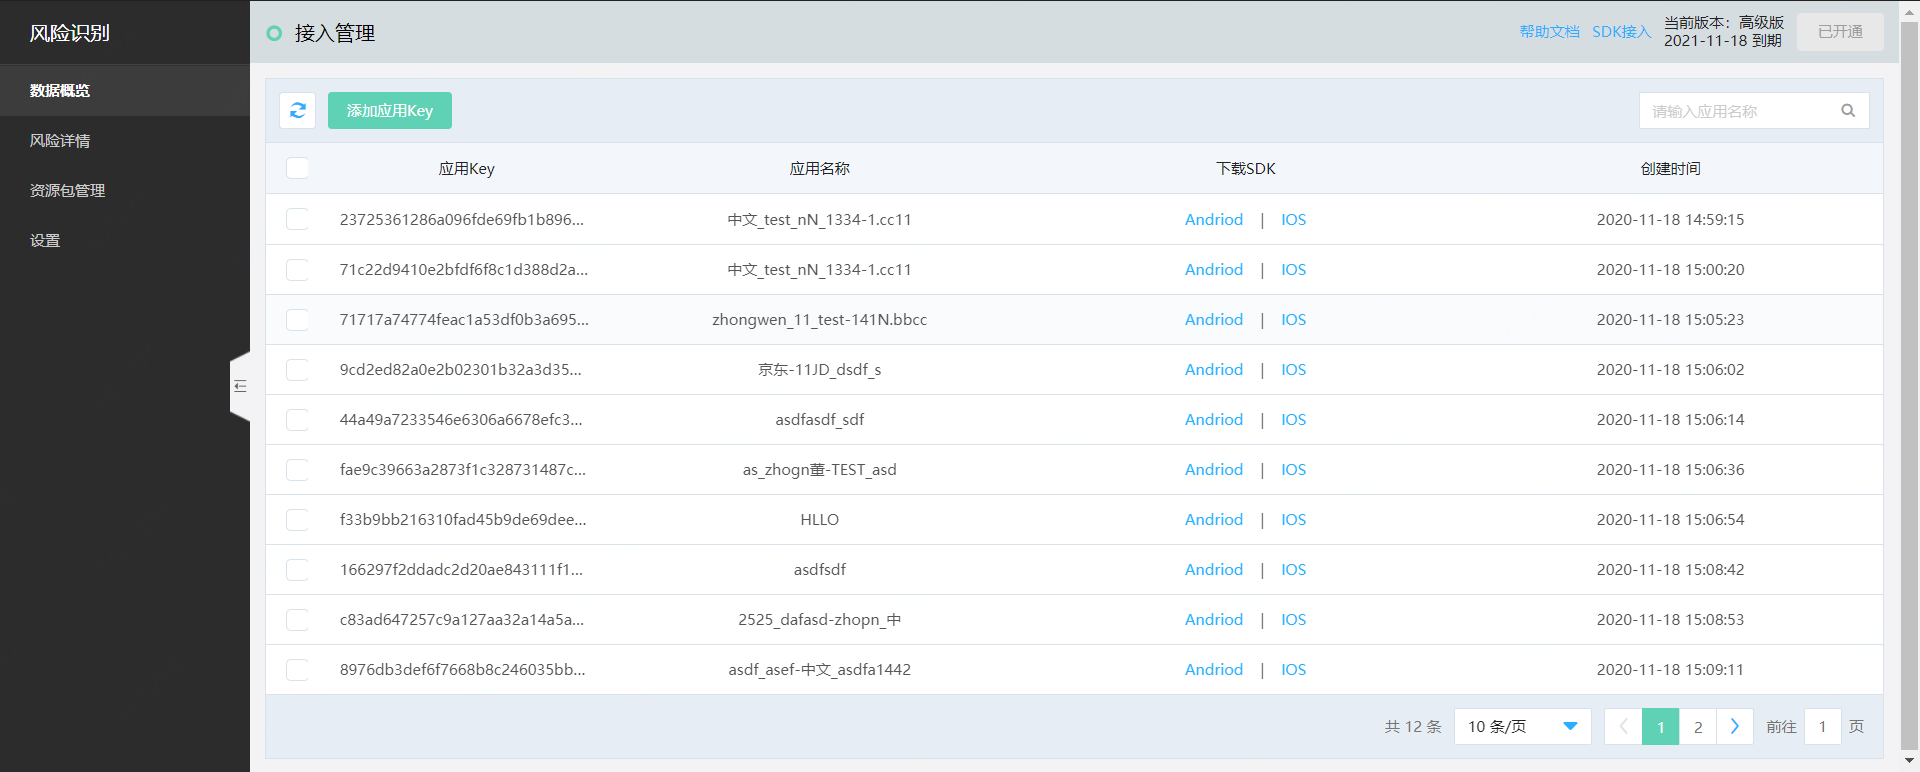 风险识别
数据概览
风险详情
资源包管理
设置
接入管理
帮助文档 SDK接入 当前版本：高级版
2021-11-18 到期
已开通
添加应用Key
请输入应用名称
应用Key 应用名称 下载SDK 创建时间
23725361286a096fde69fb1b896... 中文_test_nN_1334-1.cc11 Andriod | IOS 2020-11-18 14:59:15
71c22d9410e2bfdf6f8c1d388d2a... 中文_test_nN_1334-1.cc11 Andriod | IOS 2020-11-18 15:00:20
71717a74774feac1a53df0b3a695... zhongwen_11_test-141N.bbcc Andriod | IOS 2020-11-18 15:05:23
9cd2ed82a0e2b02301b32a3d35... 京东-11JD_dsdf_s Andriod | IOS 2020-11-18 15:06:02
44a49a7233546e6306a6678efc3... asdfasdf_sdf Andriod | IOS 2020-11-18 15:06:14
fae9c39663a2873f1c328731487c... as_zhogn董-TEST_asd Andriod | IOS 2020-11-18 15:06:36
f33b9bb216310fad45b9de69dee... HLLO Andriod | IOS 2020-11-18 15:06:54
166297f2ddadc2d20ae843111f1... asdfsdf Andriod | IOS 2020-11-18 15:08:42
c83ad647257c9a127aa32a14a5a... 2525_dafasd-zhopn_中 Andriod | IOS 2020-11-18 15:08:53
8976db3def6f7668b8c246035bb... asdf_asef-中文_asdfa1442 Andriod | IOS 2020-11-18 15:09:11
共 12 条 10 条/页 1 2 前往 1 页